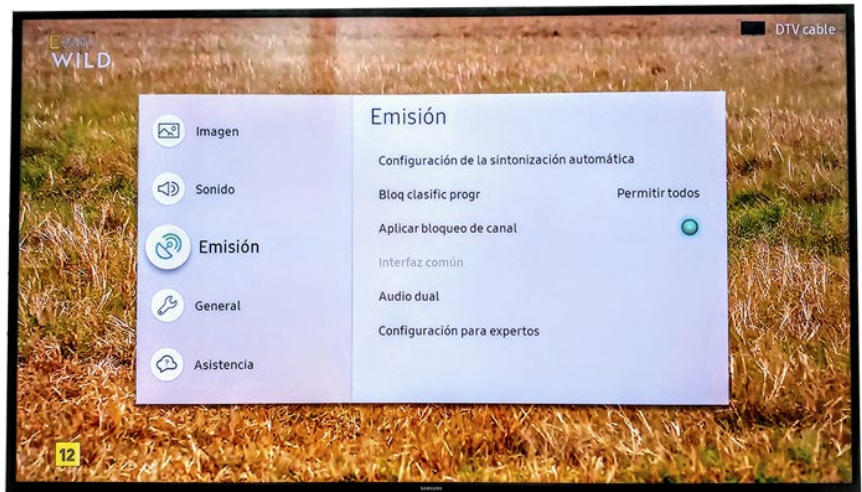 WILD
DTV cable
Imagen
Sonido
Emisión
General
Asistencia
Emisión
Configuración de la sintonización automática
Bloq clasific progr Permitir todos
Aplicar bloqueo de canal
Interfaz común
Audio dual
Configuración para expertos
12
SAMSUNG